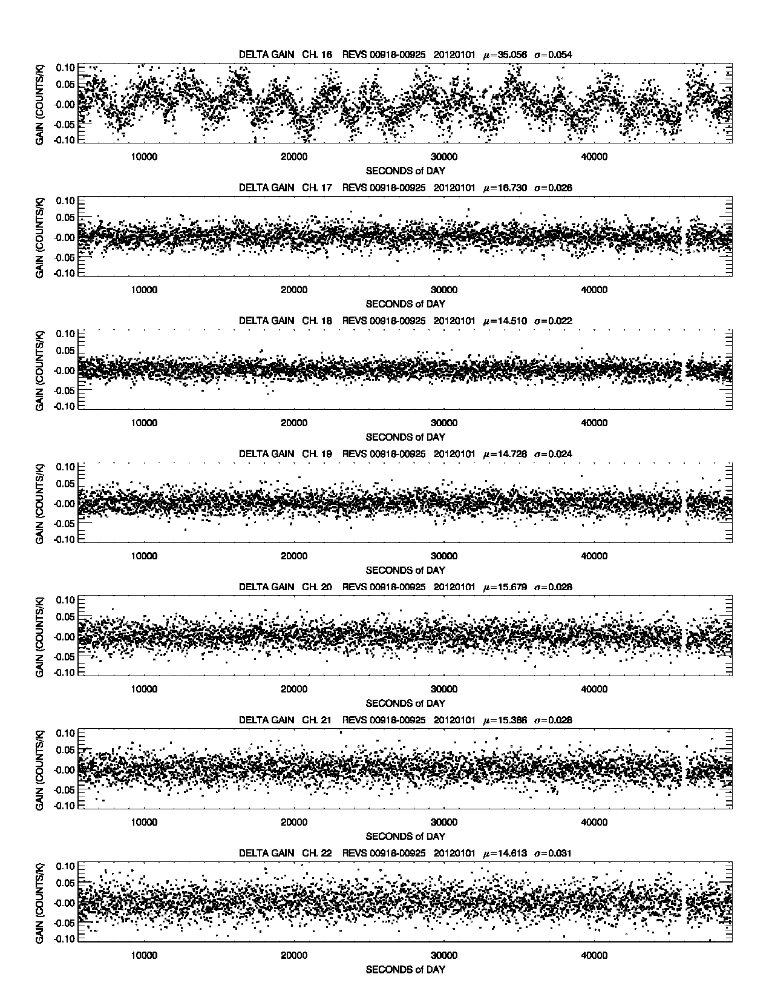 DELTA GAIN CH. 16 REVS 00918-00925 20120101 μ=35.056 σ=0.054
0.10
0.05
-0.00
-0.05
-0.10
GAIN (COUNTS/K)
10000 20000 30000 40000
SECONDS of DAY
DELTA GAIN CH. 17 REVS 00918-00925 20120101 μ=16.730 σ=0.026
0.10
0.05
-0.00
-0.05
-0.10
GAIN (COUNTS/K)
10000 20000 30000 40000
SECONDS of DAY
DELTA GAIN CH. 18 REVS 00918-00925 20120101 μ=14.510 σ=0.022
0.10
0.05
-0.00
-0.05
-0.10
GAIN (COUNTS/K)
10000 20000 30000 40000
SECONDS of DAY
DELTA GAIN CH. 19 REVS 00918-00925 20120101 μ=14.728 σ=0.024
0.10
0.05
-0.00
-0.05
-0.10
GAIN (COUNTS/K)
10000 20000 30000 40000
SECONDS of DAY
DELTA GAIN CH. 20 REVS 00918-00925 20120101 μ=15.679 σ=0.028
0.10
0.05
-0.00
-0.05
-0.10
GAIN (COUNTS/K)
10000 20000 30000 40000
SECONDS of DAY
DELTA GAIN CH. 21 REVS 00918-00925 20120101 μ=15.386 σ=0.028
0.10
0.05
-0.00
-0.05
-0.10
GAIN (COUNTS/K)
10000 20000 30000 40000
SECONDS of DAY
DELTA GAIN CH. 22 REVS 00918-00925 20120101 μ=14.613 σ=0.031
0.10
0.05
-0.00
-0.05
-0.10
GAIN (COUNTS/K)
10000 20000 30000 40000
SECONDS of DAY